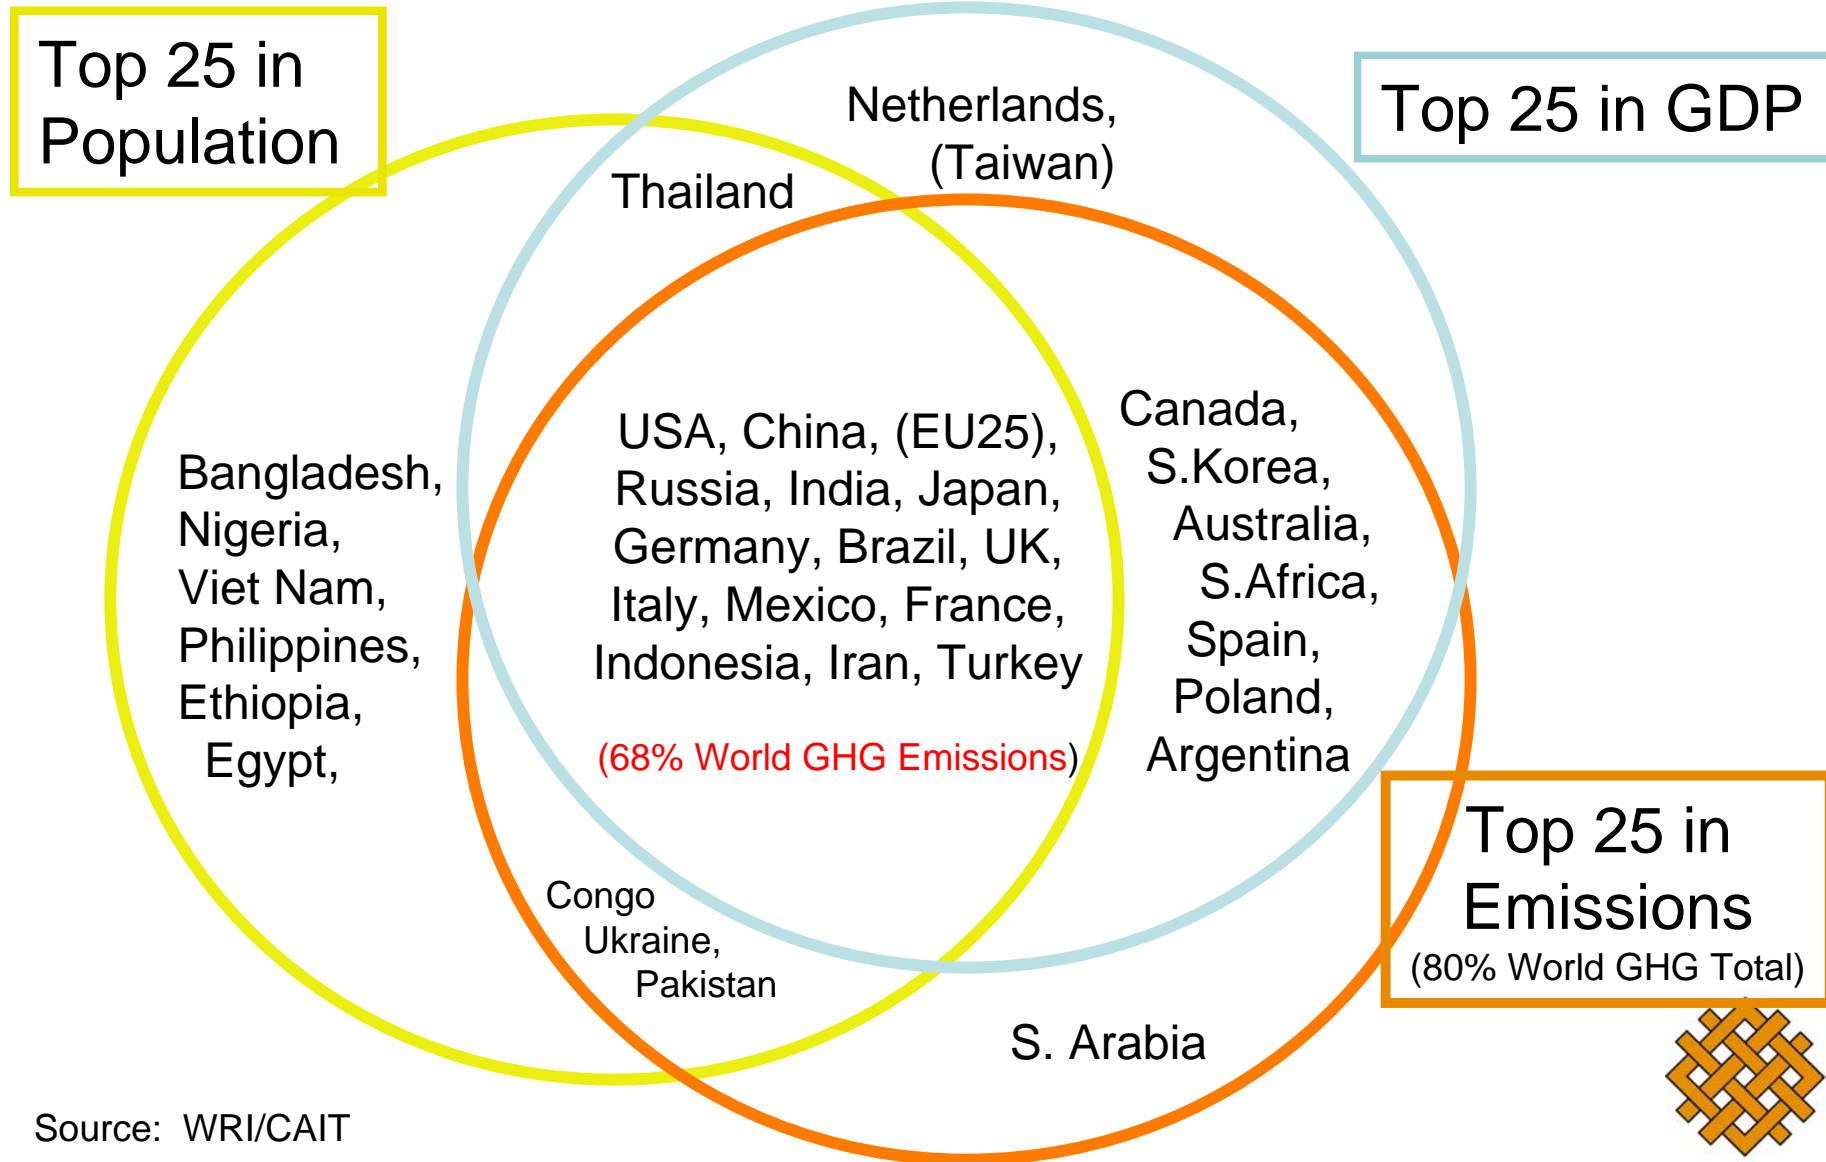 Top 25 in
Population
Netherlands,
(Taiwan)
Top 25 in GDP
Thailand
Bangladesh,
Nigeria,
Viet Nam,
Philippines,
Ethiopia,
Egypt,
USA, China, (EU25),
Russia, India, Japan,
Germany, Brazil, UK,
Italy, Mexico, France,
Indonesia, Iran, Turkey
(68% World GHG Emissions)
Canada,
S.Korea,
Australia,
S.Africa,
Spain,
Poland,
Argentina
Congo
Ukraine,
Pakistan
Top 25 in
Emissions
(80% World GHG Total)
S. Arabia
Source: WRI/CAIT